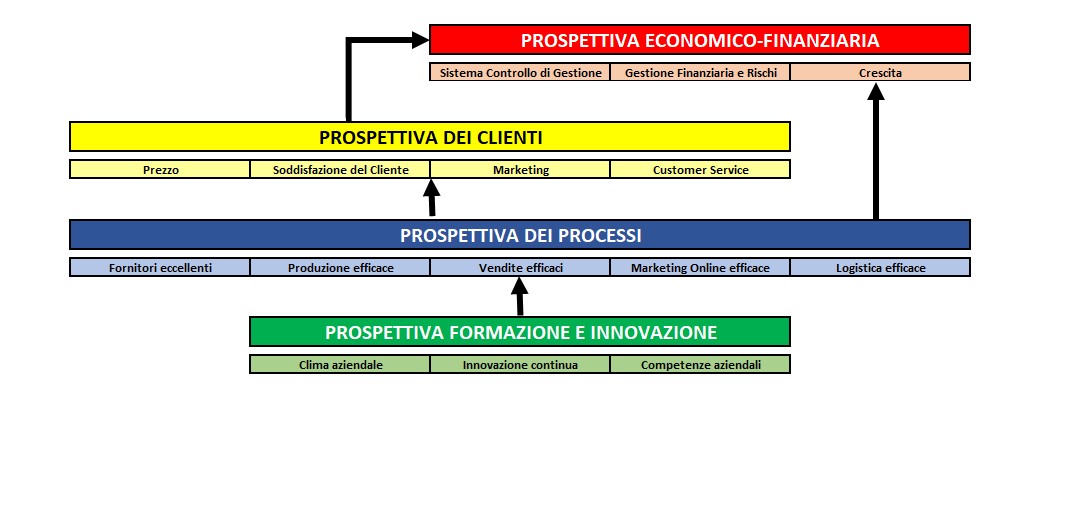 PROSPETTIVA ECONOMICO-FINANZIARIA
Sistema Controllo di Gestione
Gestione Finanziaria e Rischi
Crescita
PROSPETTIVA DEI CLIENTI
Prezzo
Soddisfazione del Cliente
Marketing
Customer Service
PROSPETTIVA DEI PROCESSI
Fornitori eccellenti
Produzione efficace
Vendite efficaci
Marketing Online efficace
Logistica efficace
PROSPETTIVA FORMAZIONE E INNOVAZIONE
Clima aziendale
Innovazione continua
Competenze aziendali